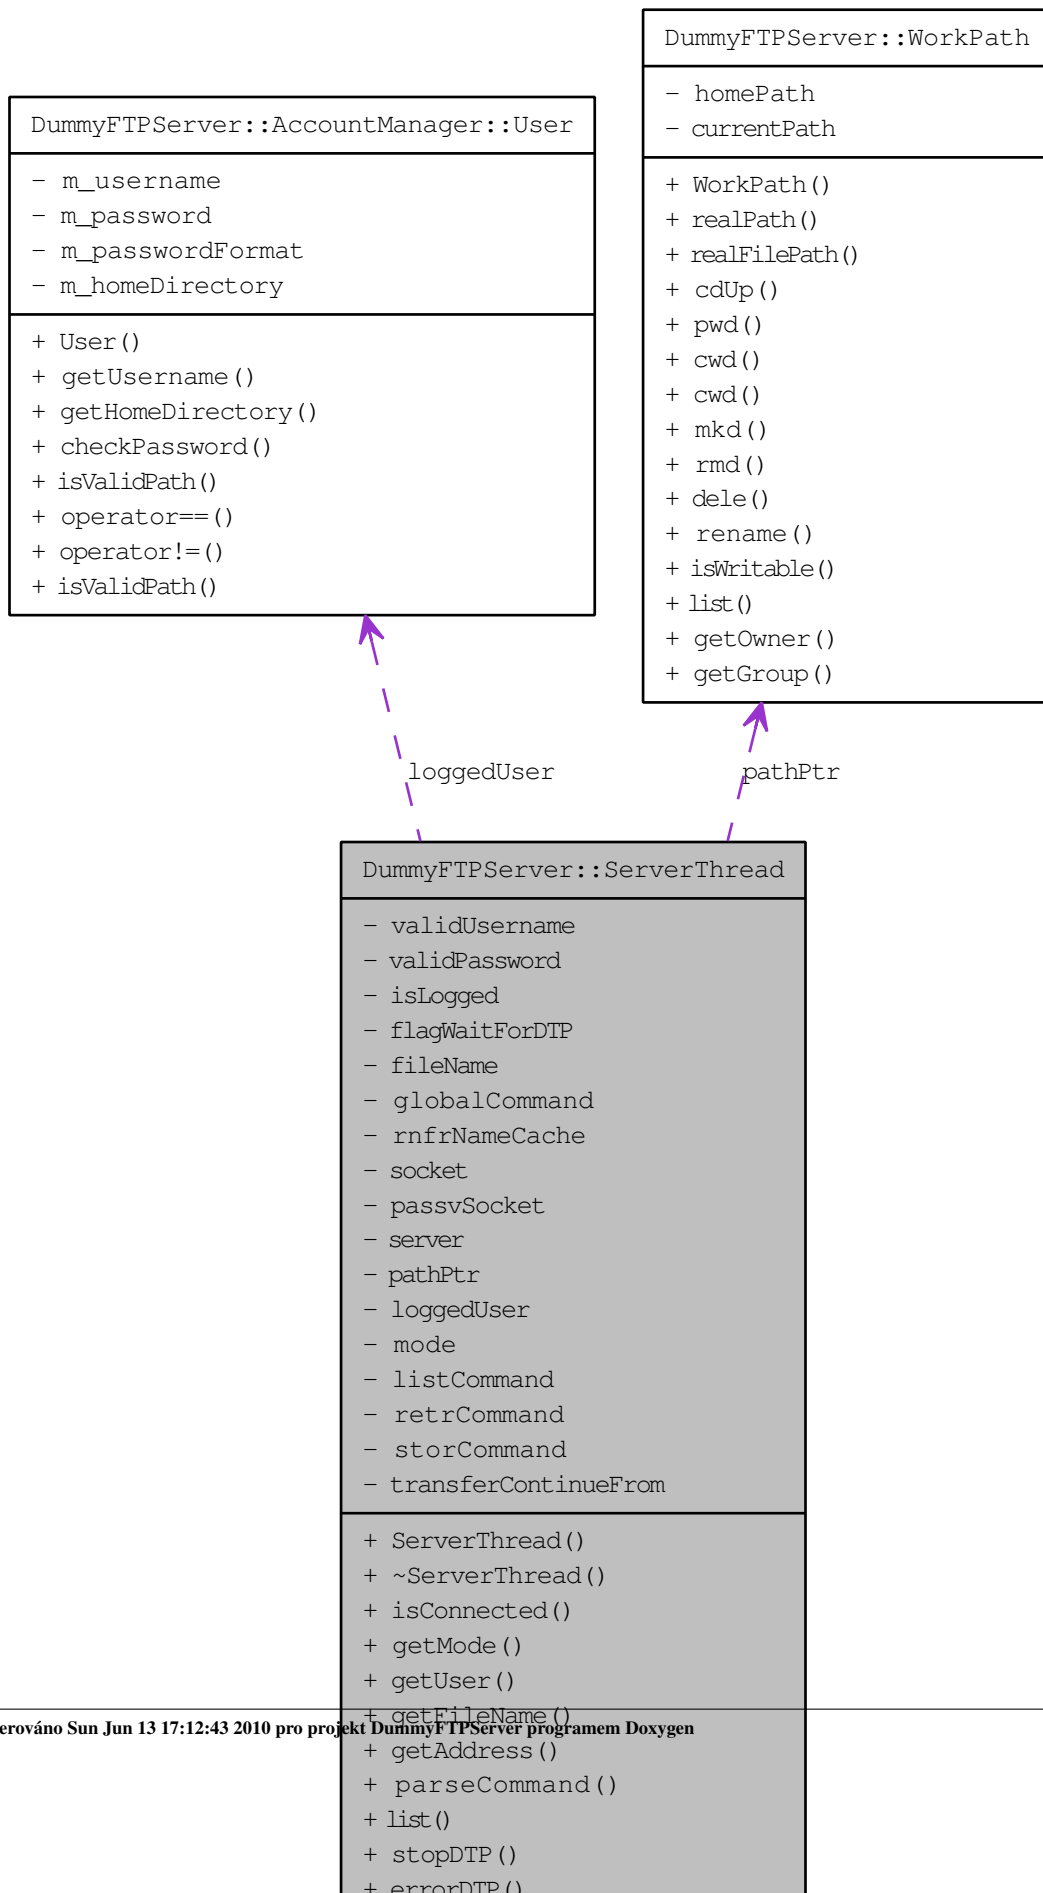 DummyFTPServer::WorkPath
- homePath
- currentPath
+ WorkPath()
+ realPath()
+ realFilePath()
+ cdUp()
+ pwd()
+ cwd()
+ cwd()
+ mkd()
+ rmd()
+ dele()
+ rename()
+ isWritable()
+ list()
+ getOwner()
+ getGroup()
DummyFTPServer::AccountManager::User
- m_username
- m_password
- m_passwordFormat
- m_homeDirectory
+ User()
+ getUsername()
+ getHomeDirectory()
+ checkPassword()
+ isValidPath()
+ operator==()
+ operator!=()
+ isValidPath()
loggedUser
pathPtr
DummyFTPServer::ServerThread
- validUsername
- validPassword
- isLogged
- flagWaitForDTP
- fileName
- globalCommand
- rnfrNameCache
- socket
- passvSocket
- server
- pathPtr
- loggedUser
- mode
- listCommand
- retrCommand
- storCommand
- transferContinueFrom
+ ServerThread()
+ ~ServerThread()
+ isConnected()
+ getMode()
+ getUser()
+ getFileName()
erováno Sun Jun 13 17:12:43 2010 pro projekt DummyFTPServer programem Doxygen
+ getAddress()
+ parseCommand()
+ list()
+ stopDTP()
+ errorDTP()